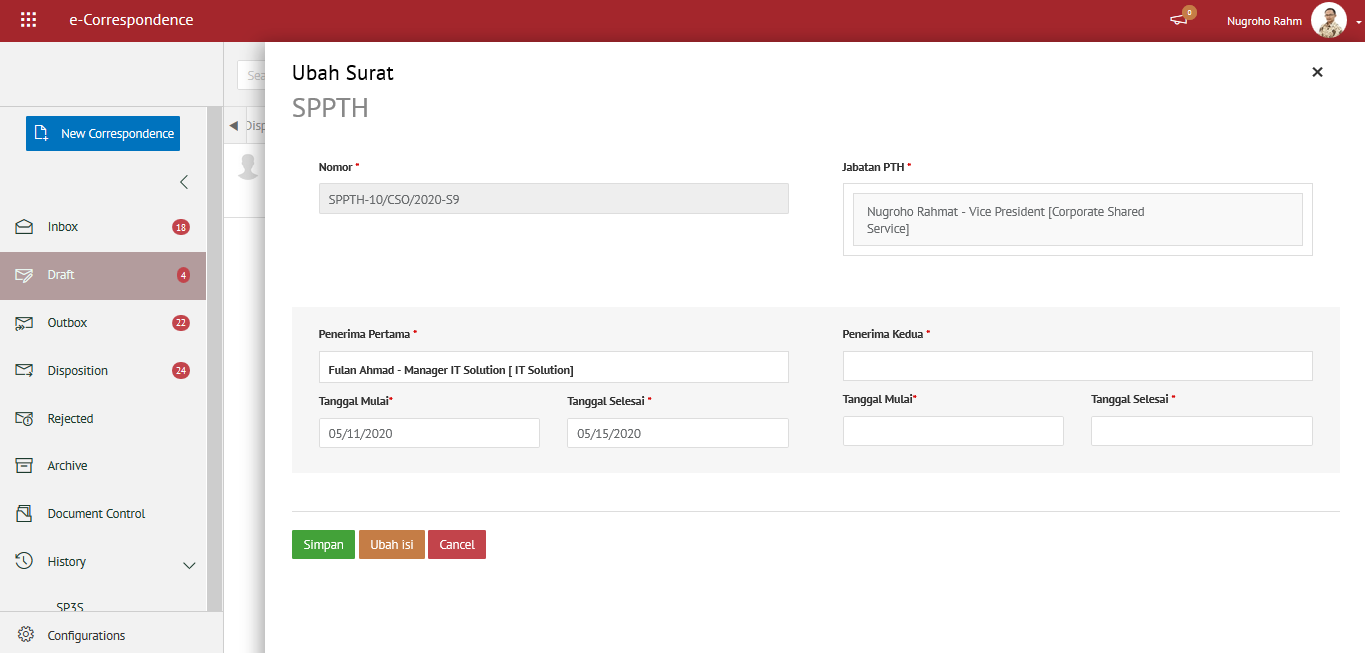 e-Correspondence
0
Nugroho Rahm
New Correspondence
Inbox 18
Draft 4
Outbox 22
Disposition 24
Rejected
Archive
Document Control
History
SP3S
Configurations
Sea
Disp
Ubah Surat
SPPTH
Nomor *
SPPTH-10/CSO/2020-S9
Jabatan PTH *
Nugroho Rahmat - Vice President [Corporate Shared
Service]
Penerima Pertama *
Fulan Ahmad - Manager IT Solution [ IT Solution]
Tanggal Mulai*
Tanggal Selesai *
05/11/2020
05/15/2020
Penerima Kedua *
Tanggal Mulai*
Tanggal Selesai *
Simpan
Ubah isi
Cancel